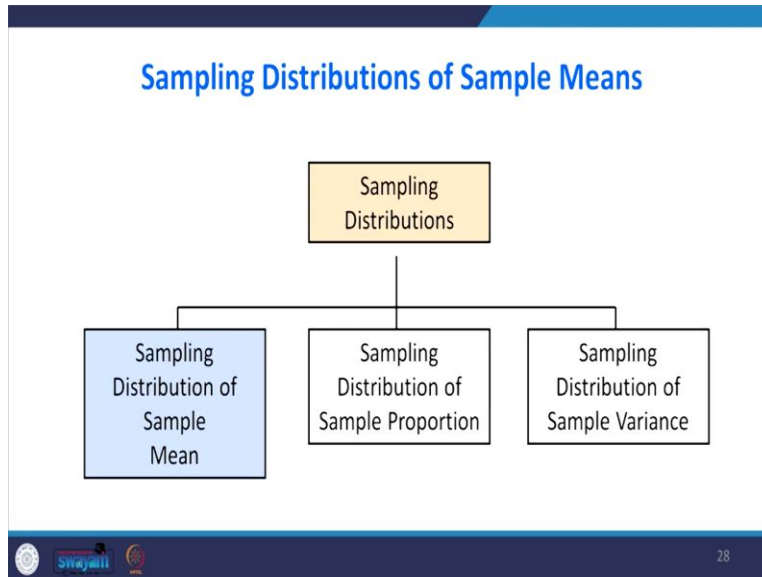 Sampling Distributions of Sample Means
Sampling
Distributions
Sampling
Distribution of
Sample
Mean
Sampling
Distribution of
Sample Proportion
Sampling
Distribution of
Sample Variance
swayam
28